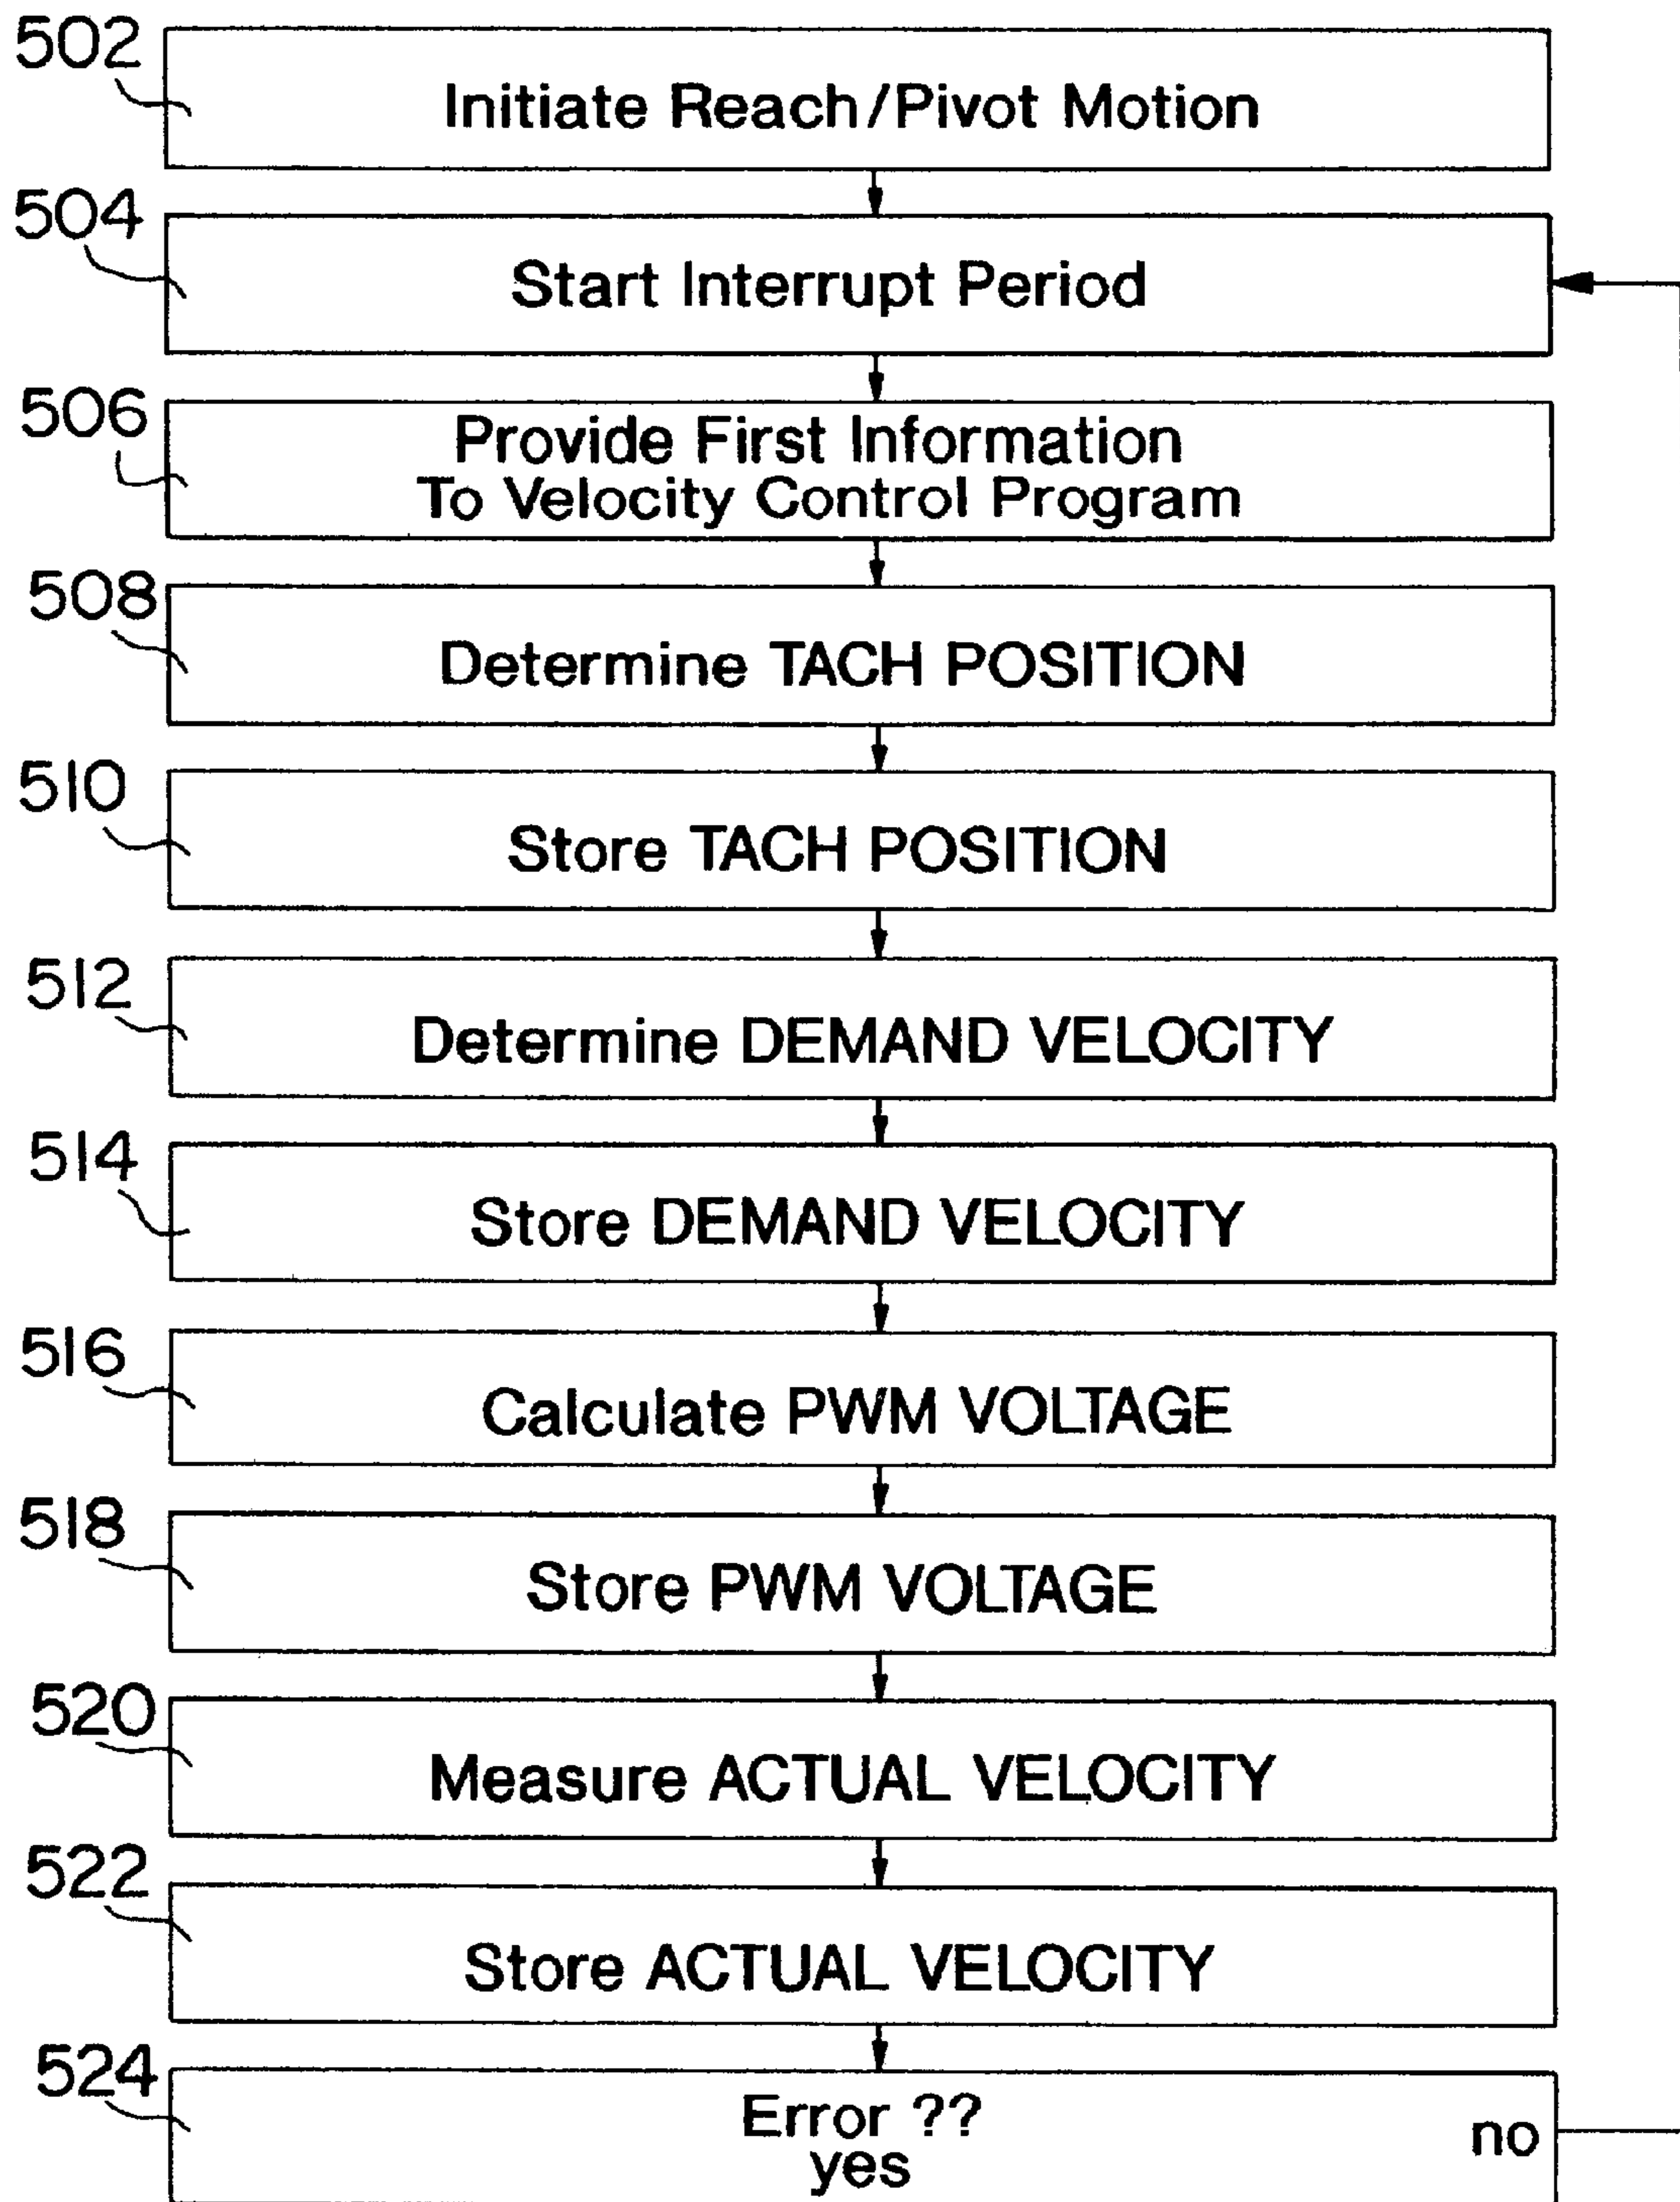 502
Initiate Reach/Pivot Motion
504
Start Interrupt Period
506
Provide First Information
To Velocity Control Program
508
Determine TACH POSITION
510
Store TACH POSITION
512
Determine DEMAND VELOCITY
514
Store DEMAND VELOCITY
516
Calculate PWM VOLTAGE
518
Store PWM VOLTAGE
520
Measure ACTUAL VELOCITY
522
Store ACTUAL VELOCITY
524
Error ??
yes
no